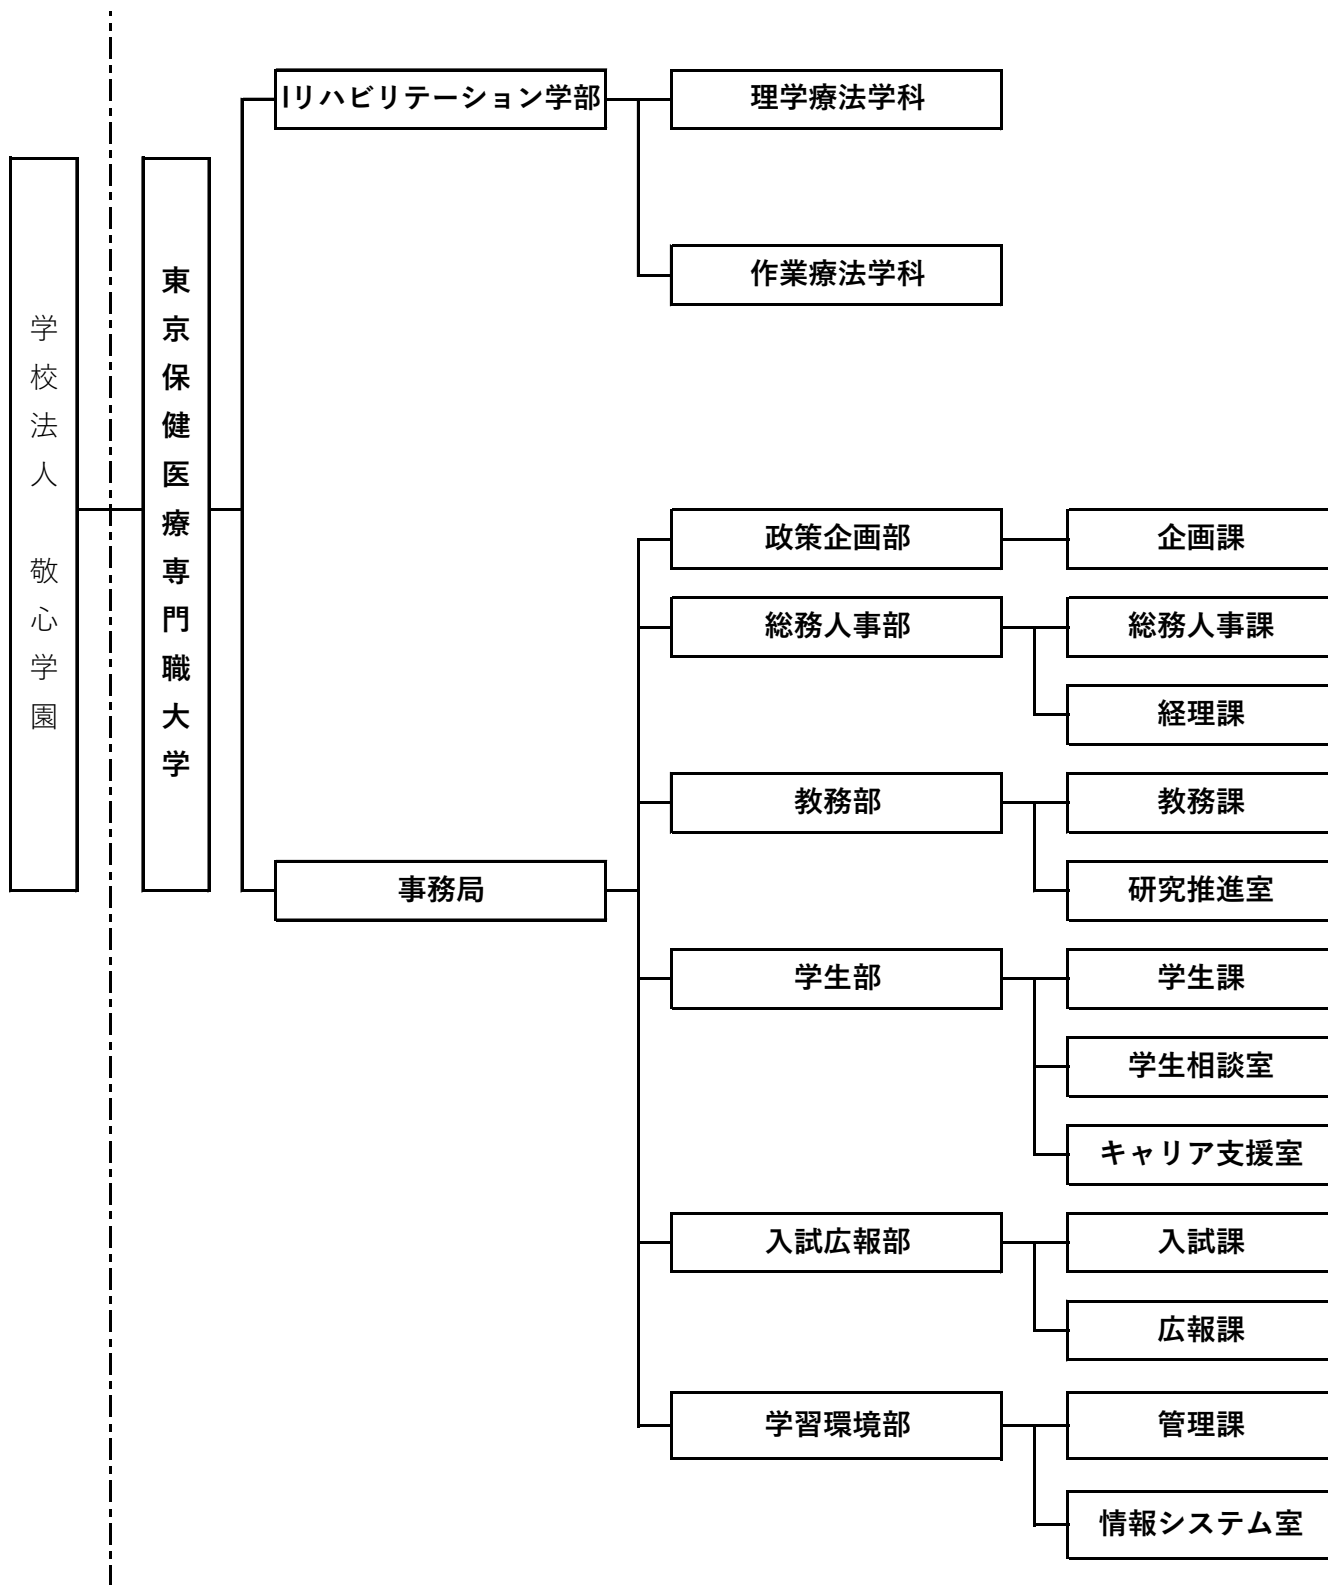 学校法人　敬心学園
東京保健医療専門職大学
リハビリテーション学部
理学療法学科
作業療法学科
事務局
政策企画部
企画課
総務人事部
総務人事課
経理課
教務部
教務課
研究推進室
学生部
学生課
学生相談室
キャリア支援室
入試広報部
入試課
広報課
学習環境部
管理課
情報システム室